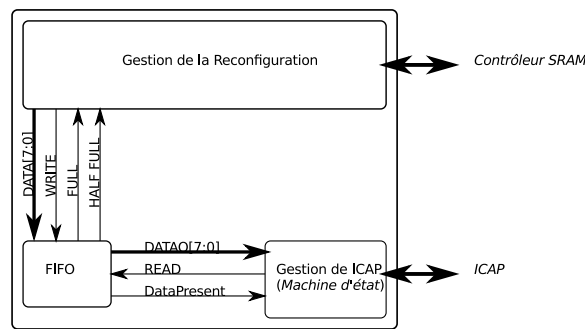 Gestion de la Reconfiguration
Contrôleur SRAM
DATA[7:0]
WRITE
FULL
HALF FULL
FIFO
DATAO[7:0]
READ
DataPresent
Gestion de ICAP
(Machine d'état)
ICAP